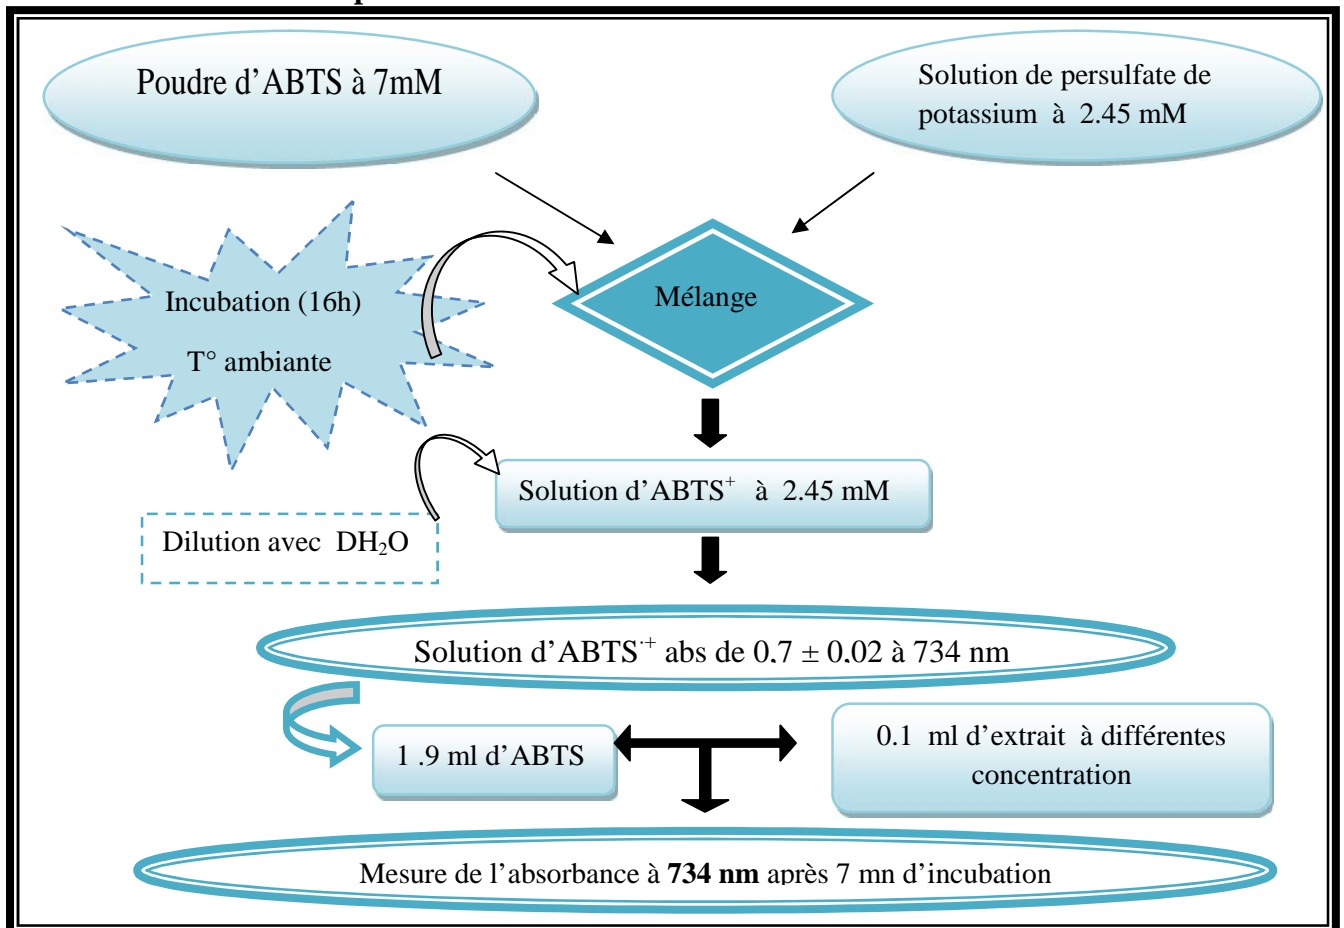 Poudre d’ABTS à 7mM
Solution de persulfate de
potassium à 2.45 mM
Incubation (16h)
T° ambiante
Mélange
Solution d’ABTS⁺ à 2.45 mM
Dilution avec DH₂O
Solution d’ABTS·⁺ abs de 0,7 ± 0,02 à 734 nm
1 .9 ml d’ABTS
0.1 ml d’extrait à différentes
concentration
Mesure de l’absorbance à 734 nm après 7 mn d’incubation